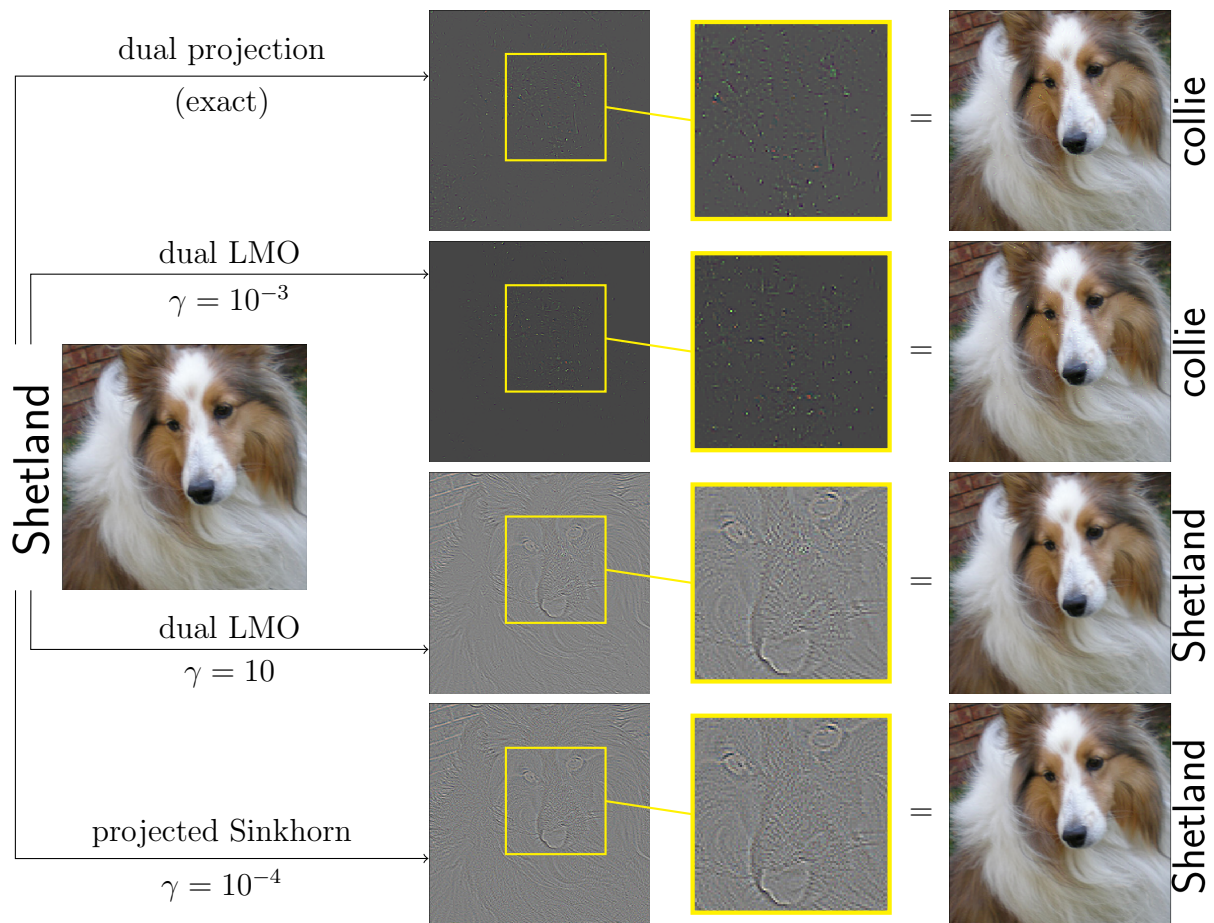 dual projection
(exact)
=
collie
dual LMO
γ = 10⁻³
=
collie
Shetland
dual LMO
γ = 10
=
Shetland
projected Sinkhorn
γ = 10⁻⁴
=
Shetland